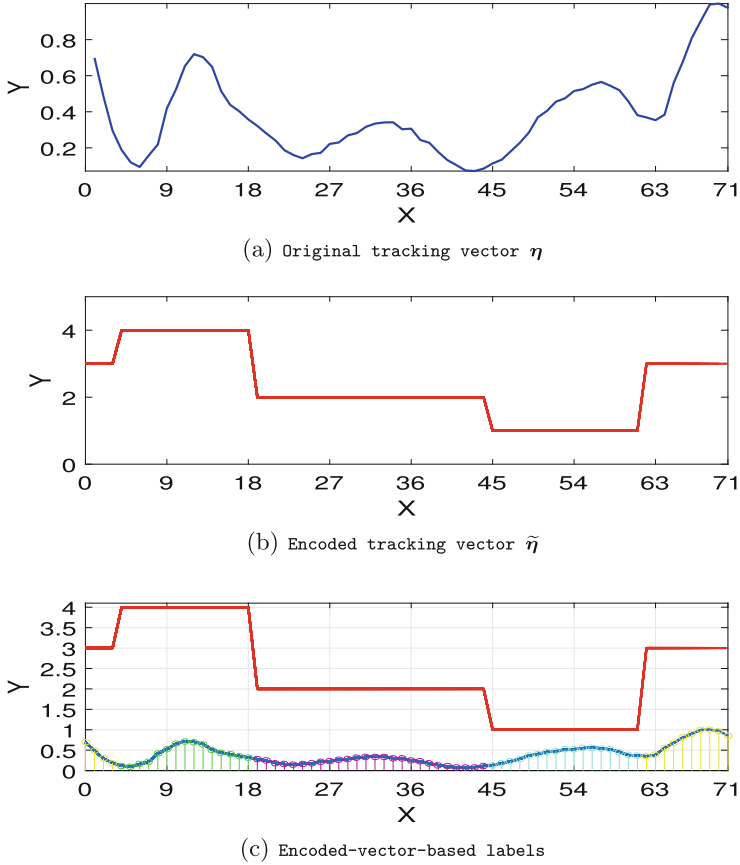 0.8
0.6
0.4
0.2
Y
0 9 18 27 36 45 54 63 71
X
(a) Original tracking vector η
4
2
0
Y
0 9 18 27 36 45 54 63 71
X
(b) Encoded tracking vector η̃
4
3.5
3
2.5
2
1.5
1
0.5
0
Y
0 9 18 27 36 45 54 63 71
X
(c) Encoded-vector-based labels